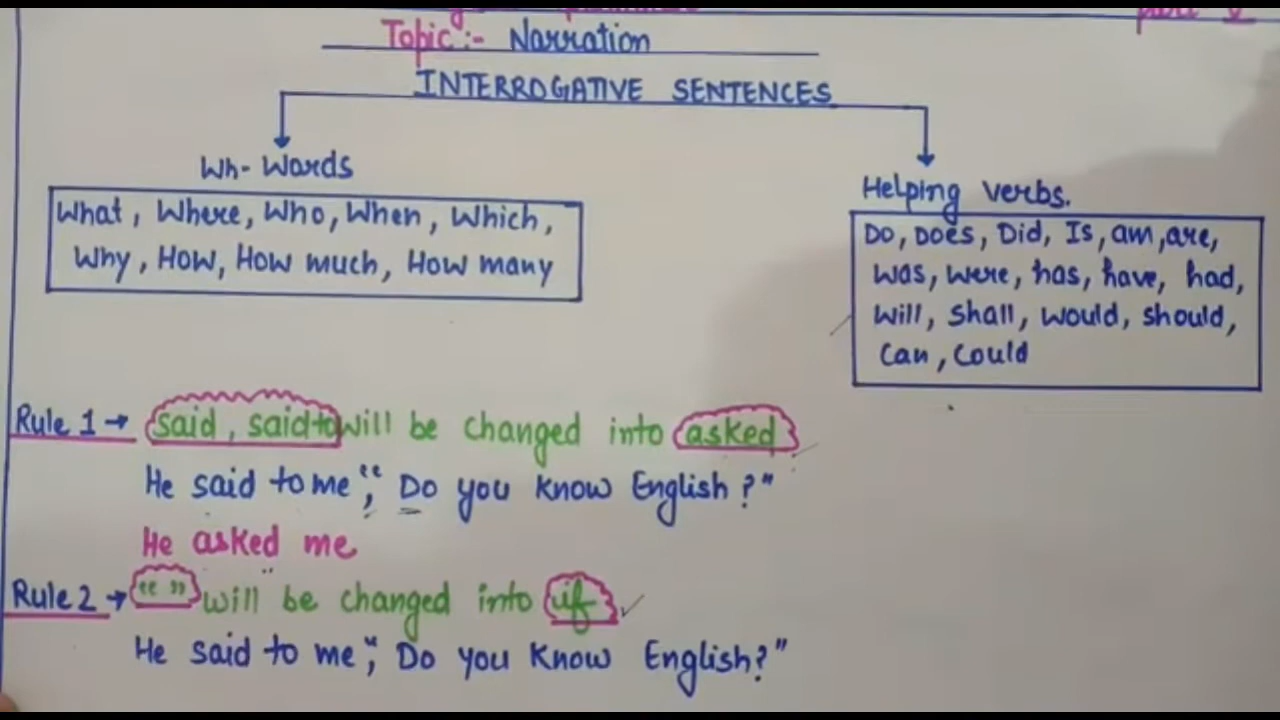 Topic :- Narration
INTERROGATIVE SENTENCES
Wh- Words
What, Where, Who, When, Which,
Why, How, How much, How many
Helping verbs.
Do, Does, Did, Is, am, are,
was, were, has, have, had,
will, shall, would, should,
can, could
Rule 1 → said, said to will be changed into asked
He said to me, “Do you know English?”
He asked me
Rule 2 → “ ” will be changed into if ✓
He said to me, “Do you know English?”